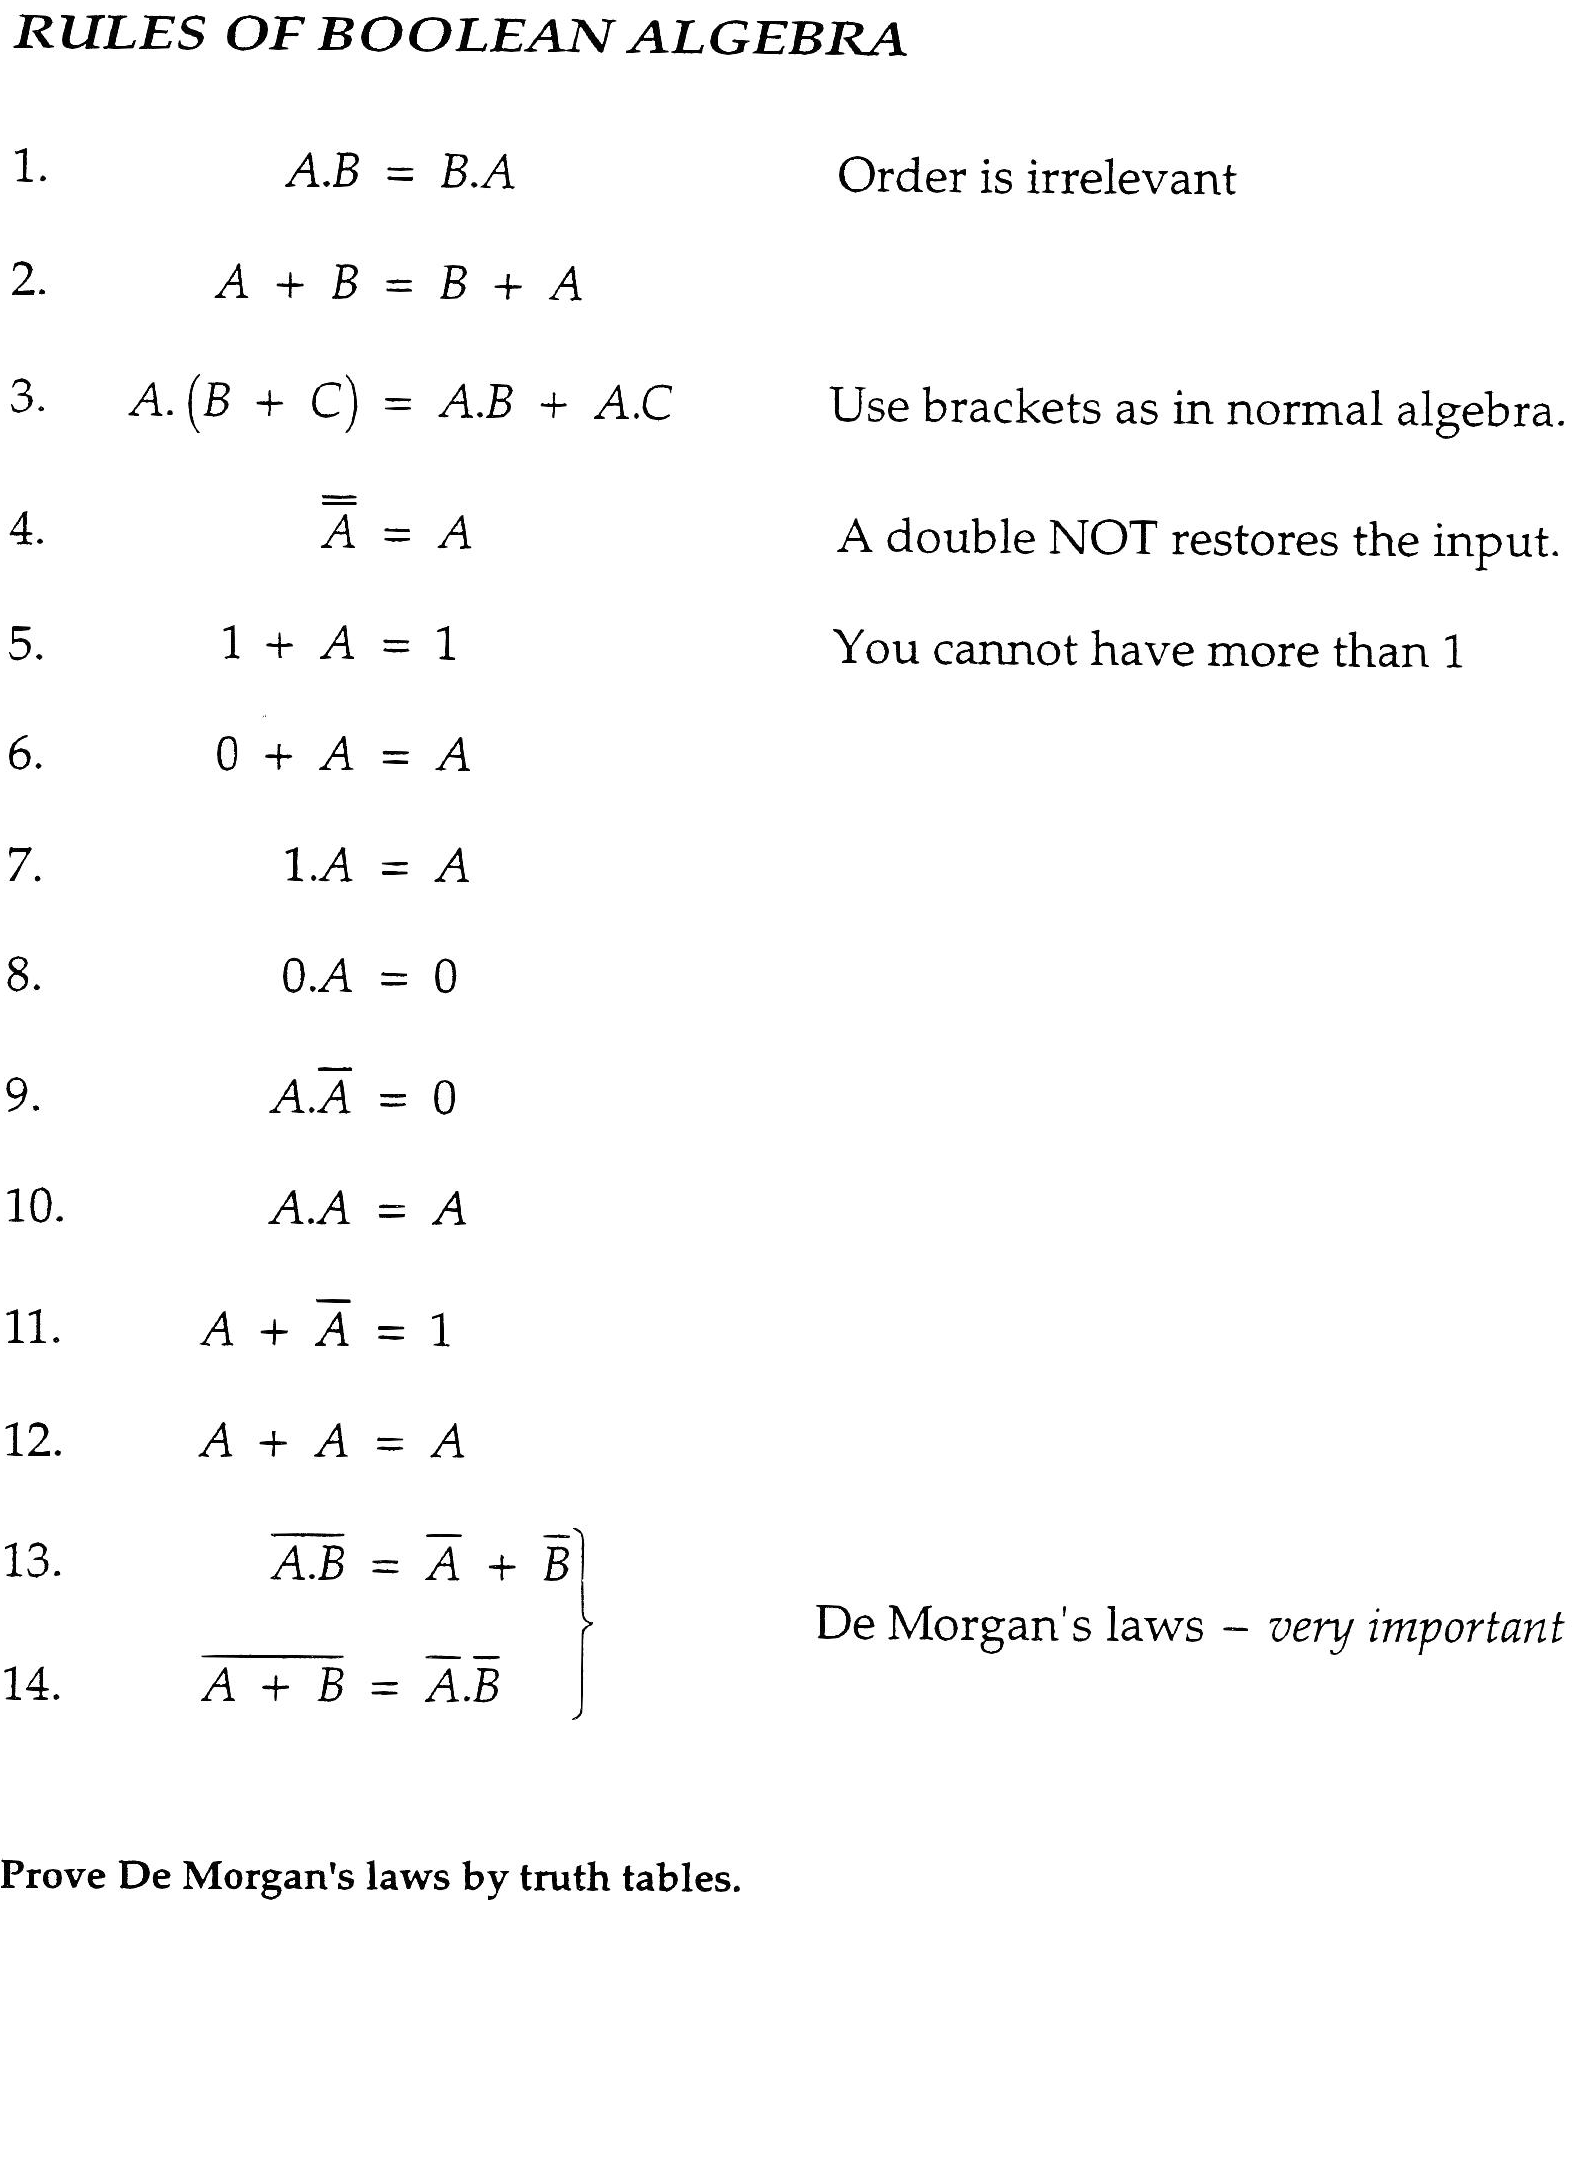 RULES OF BOOLEAN ALGEBRA
1. A.B = B.A Order is irrelevant
2. A + B = B + A
3. A.(B + C) = A.B + A.C Use brackets as in normal algebra.
4. A̿ = A A double NOT restores the input.
5. 1 + A = 1 You cannot have more than 1
6. 0 + A = A
7. 1.A = A
8. 0.A = 0
9. A.A̅ = 0
10. A.A = A
11. A + A̅ = 1
12. A + A = A
13. A̅.̅B̅ = A̅ + B̅
14. A̅ ̅+̅ ̅B̅ = A̅.B̅
De Morgan's laws – very important
Prove De Morgan's laws by truth tables.